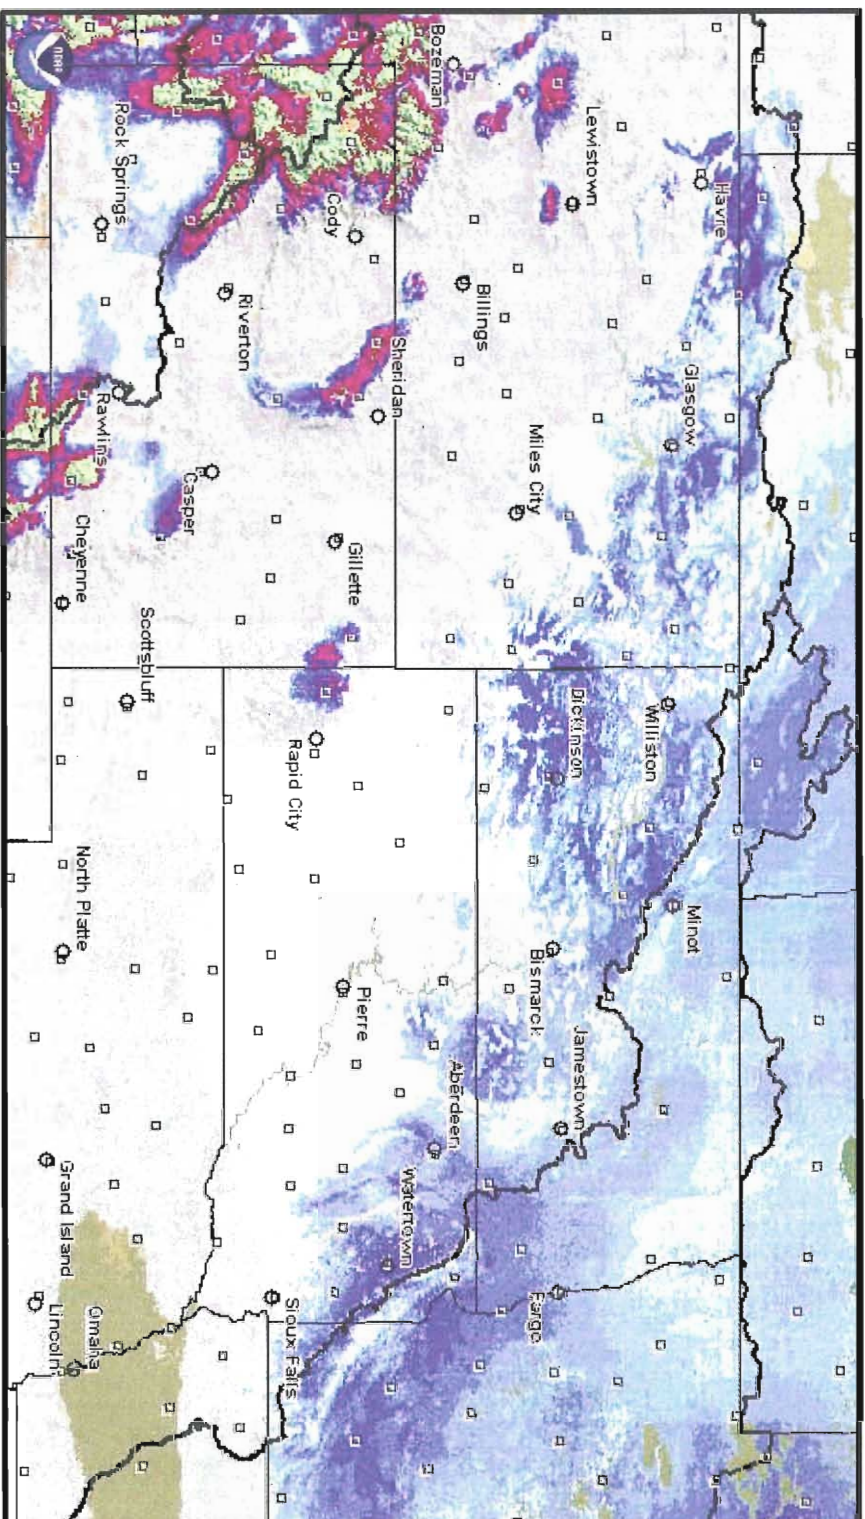 Bozeman
Lewistown
Havre
Rock Springs
Cody
Billings
Riverton
Sheridan
Glasgow
Rawlins
Miles City
Casper
Cheyenne
Gillette
Scottsbluff
Dickinson
Williston
Rapid City
North Platte
Minot
Bismarck
Pierre
Jamestown
Aberdeen
Watertown
Grand Island
Fargo
Sioux Falls
Omaha
Lincoln